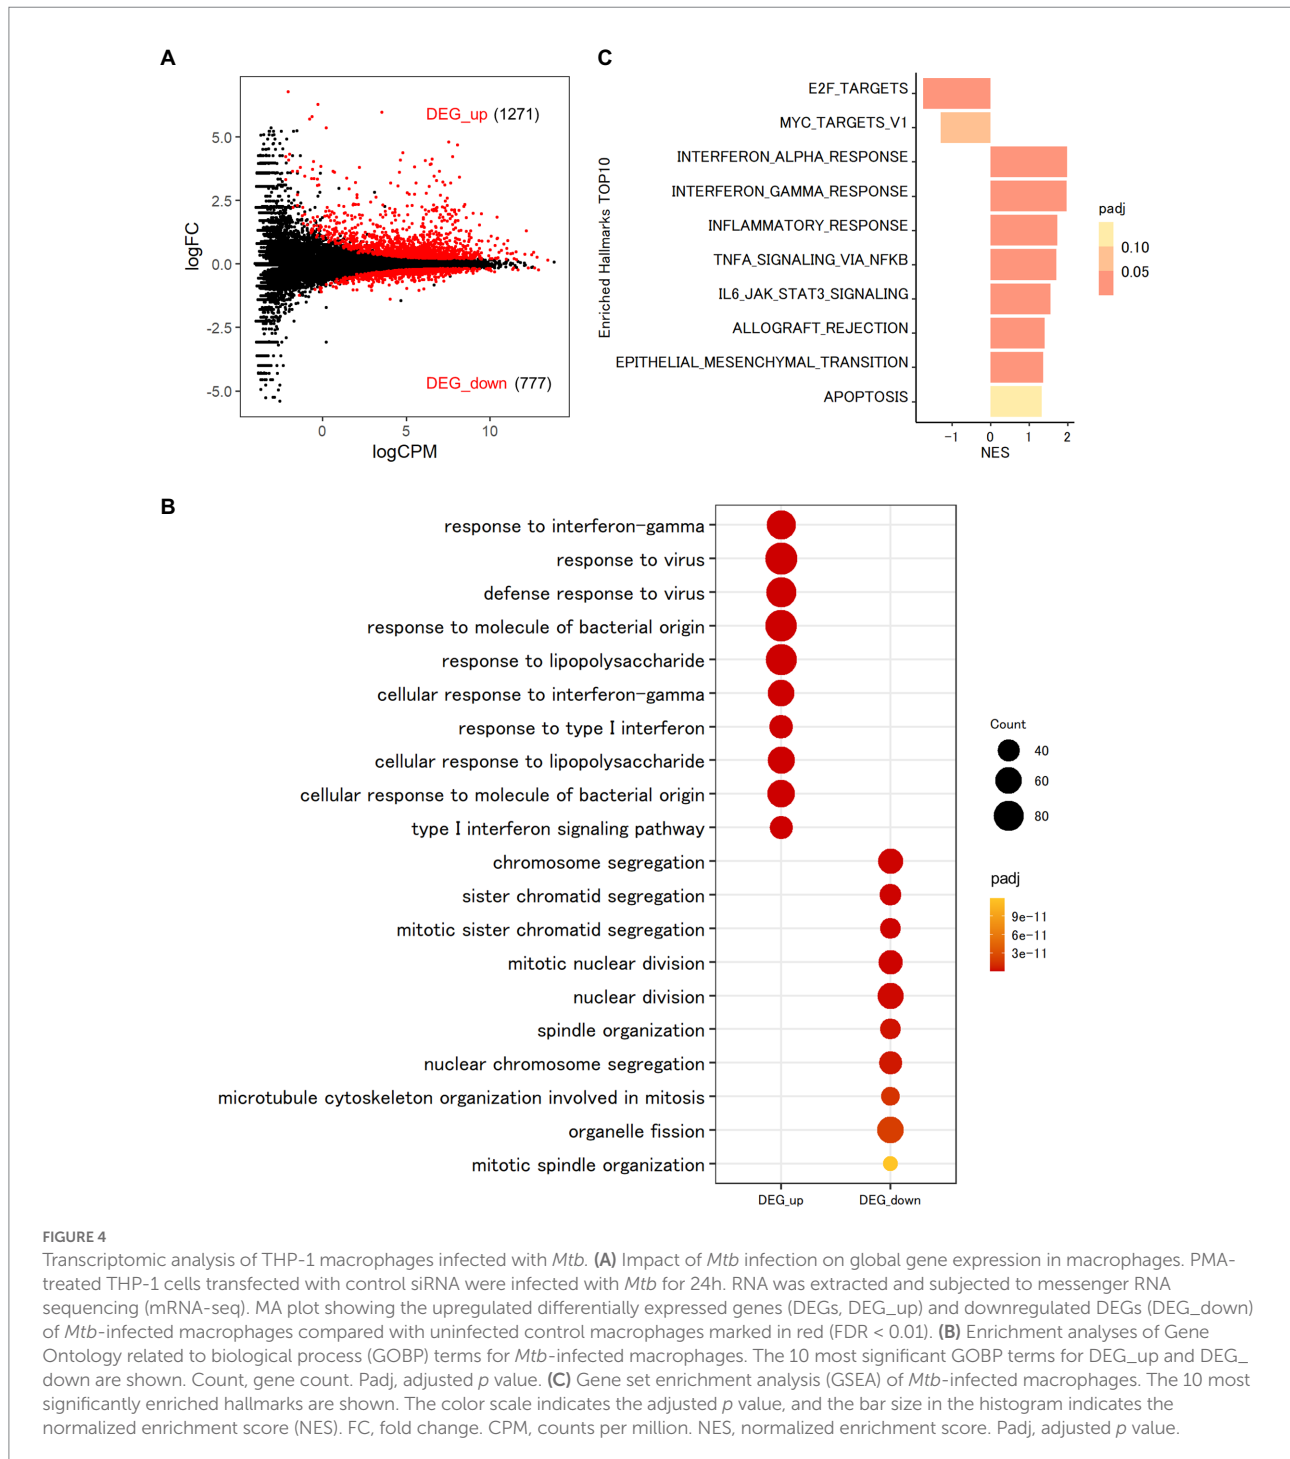 A
DEG_up (1271)
DEG_down (777)
logFC
5.0
2.5
0.0
-2.5
-5.0
0 5 10
logCPM
C
Enriched Hallmarks TOP10
E2F_TARGETS
MYC_TARGETS_V1
INTERFERON_ALPHA_RESPONSE
INTERFERON_GAMMA_RESPONSE
INFLAMMATORY_RESPONSE
TNFA_SIGNALING_VIA_NFKB
IL6_JAK_STAT3_SIGNALING
ALLOGRAFT_REJECTION
EPITHELIAL_MESENCHYMAL_TRANSITION
APOPTOSIS
-1 0 1 2
NES
padj
0.10
0.05
B
response to interferon-gamma
response to virus
defense response to virus
response to molecule of bacterial origin
response to lipopolysaccharide
cellular response to interferon-gamma
response to type I interferon
cellular response to lipopolysaccharide
cellular response to molecule of bacterial origin
type I interferon signaling pathway
chromosome segregation
sister chromatid segregation
mitotic sister chromatid segregation
mitotic nuclear division
nuclear division
spindle organization
nuclear chromosome segregation
microtubule cytoskeleton organization involved in mitosis
organelle fission
mitotic spindle organization
DEG_up DEG_down
Count
40
60
80
padj
9e-11
6e-11
3e-11
FIGURE 4
Transcriptomic analysis of THP-1 macrophages infected with Mtb. (A) Impact of Mtb infection on global gene expression in macrophages. PMA-
treated THP-1 cells transfected with control siRNA were infected with Mtb for 24h. RNA was extracted and subjected to messenger RNA
sequencing (mRNA-seq). MA plot showing the upregulated differentially expressed genes (DEGs, DEG_up) and downregulated DEGs (DEG_down)
of Mtb-infected macrophages compared with uninfected control macrophages marked in red (FDR < 0.01). (B) Enrichment analyses of Gene
Ontology related to biological process (GOBP) terms for Mtb-infected macrophages. The 10 most significant GOBP terms for DEG_up and DEG_
down are shown. Count, gene count. Padj, adjusted p value. (C) Gene set enrichment analysis (GSEA) of Mtb-infected macrophages. The 10 most
significantly enriched hallmarks are shown. The color scale indicates the adjusted p value, and the bar size in the histogram indicates the
normalized enrichment score (NES). FC, fold change. CPM, counts per million. NES, normalized enrichment score. Padj, adjusted p value.